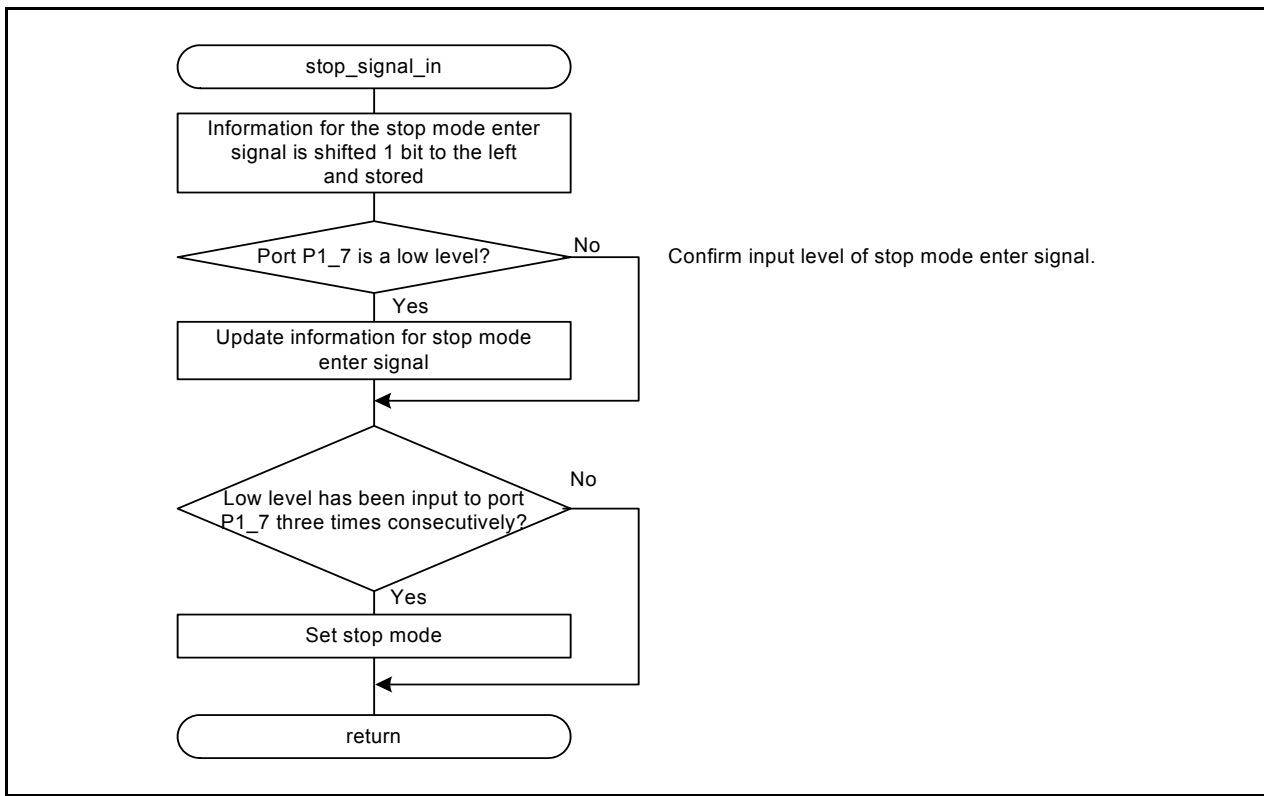 stop_signal_in
Information for the stop mode enter
signal is shifted 1 bit to the left
and stored
Port P1_7 is a low level?
No
Confirm input level of stop mode enter signal.
Yes
Update information for stop mode
enter signal
No
Low level has been input to port
P1_7 three times consecutively?
Yes
Set stop mode
return